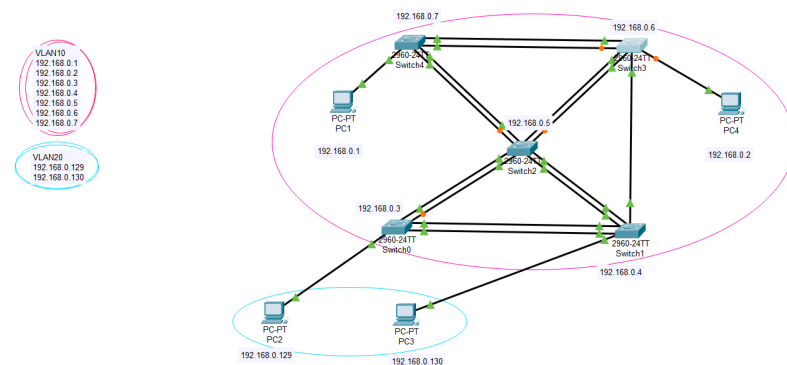 192.168.0.7
192.168.0.6
VLAN10
192.168.0.1
192.168.0.2
192.168.0.3
192.168.0.4
192.168.0.5
192.168.0.6
192.168.0.7
2960-24TT
Switch4
2960-24TT
Switch3
PC-PT
PC1
192.168.0.5
PC-PT
PC4
192.168.0.1
2960-24TT
Switch2
192.168.0.2
VLAN20
192.168.0.129
192.168.0.130
192.168.0.3
2960-24TT
Switch0
2960-24TT
Switch1
192.168.0.4
PC-PT
PC2
PC-PT
PC3
192.168.0.129
192.168.0.130